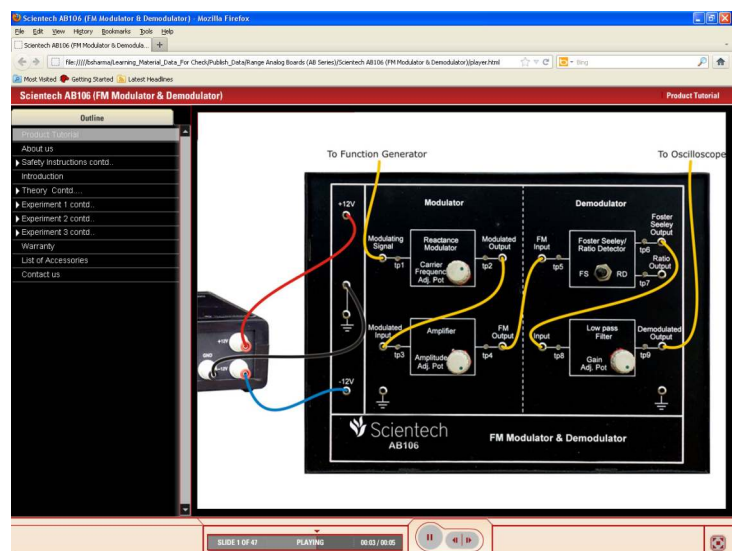 Scientech AB106 (FM Modulator & Demodulator) - Mozilla Firefox
File Edit View History Bookmarks Tools Help
Scientech AB106 (FM Modulator & Demodula...
file://///bsharma/Learning_Material_Data_For Check/Publish_Data/Range Analog Boards (AB Series)/Scientech AB106 (FM Modulator & Demodulator)/player.html
Bing
Most Visited Getting Started Latest Headlines
Scientech AB106 (FM Modulator & Demodulator)
Product Tutorial
Outline
Product Tutorial
About us
Safety Instructions contd..
Introduction
Theory Contd....
Experiment 1 contd..
Experiment 2 contd..
Experiment 3 contd..
Warranty
List of Accessories
Contact us
To Function Generator
To Oscilloscope
+12V
Modulator
Demodulator
Modulating
Signal
tp1
Reactance
Modulator
Carrier
Frequency
Adj. Pot
Modulated
Output
tp2
FM
Input
tp5
Foster Seeley/
Ratio Detector
FS RD
Foster
Seeley
Output
tp6
Ratio
Output
tp7
Modulated
Input
tp3
Amplifier
Amplitude
Adj. Pot
FM
Output
tp4
Input
tp8
Low pass
Filter
Gain
Adj. Pot
Demodulated
Output
tp9
+12V
GND
-12V
-12V
Scientech
AB106
FM Modulator & Demodulator
SLIDE 1 OF 47
PLAYING
00:03 / 00:05